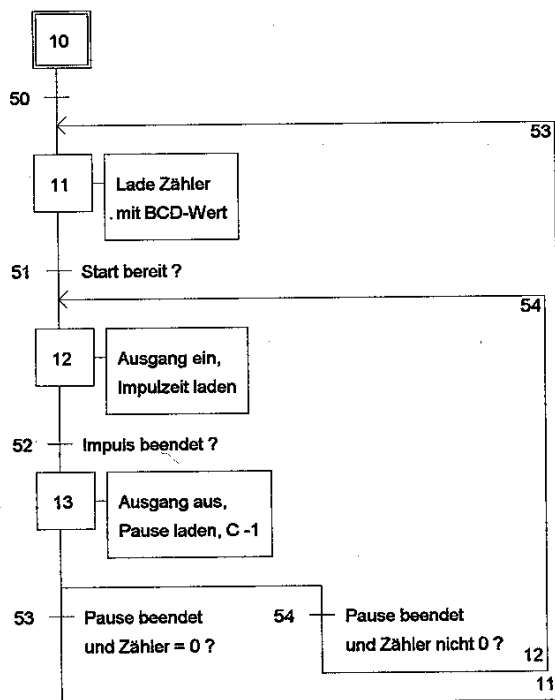 10
50
53
11
Lade Zähler
mit BCD-Wert
51
Start bereit ?
54
12
Ausgang ein,
Impulzeit laden
52
Impuls beendet ?
13
Ausgang aus,
Pause laden, C -1
53
Pause beendet
und Zähler = 0 ?
54
Pause beendet
und Zähler nicht 0 ?
12
11